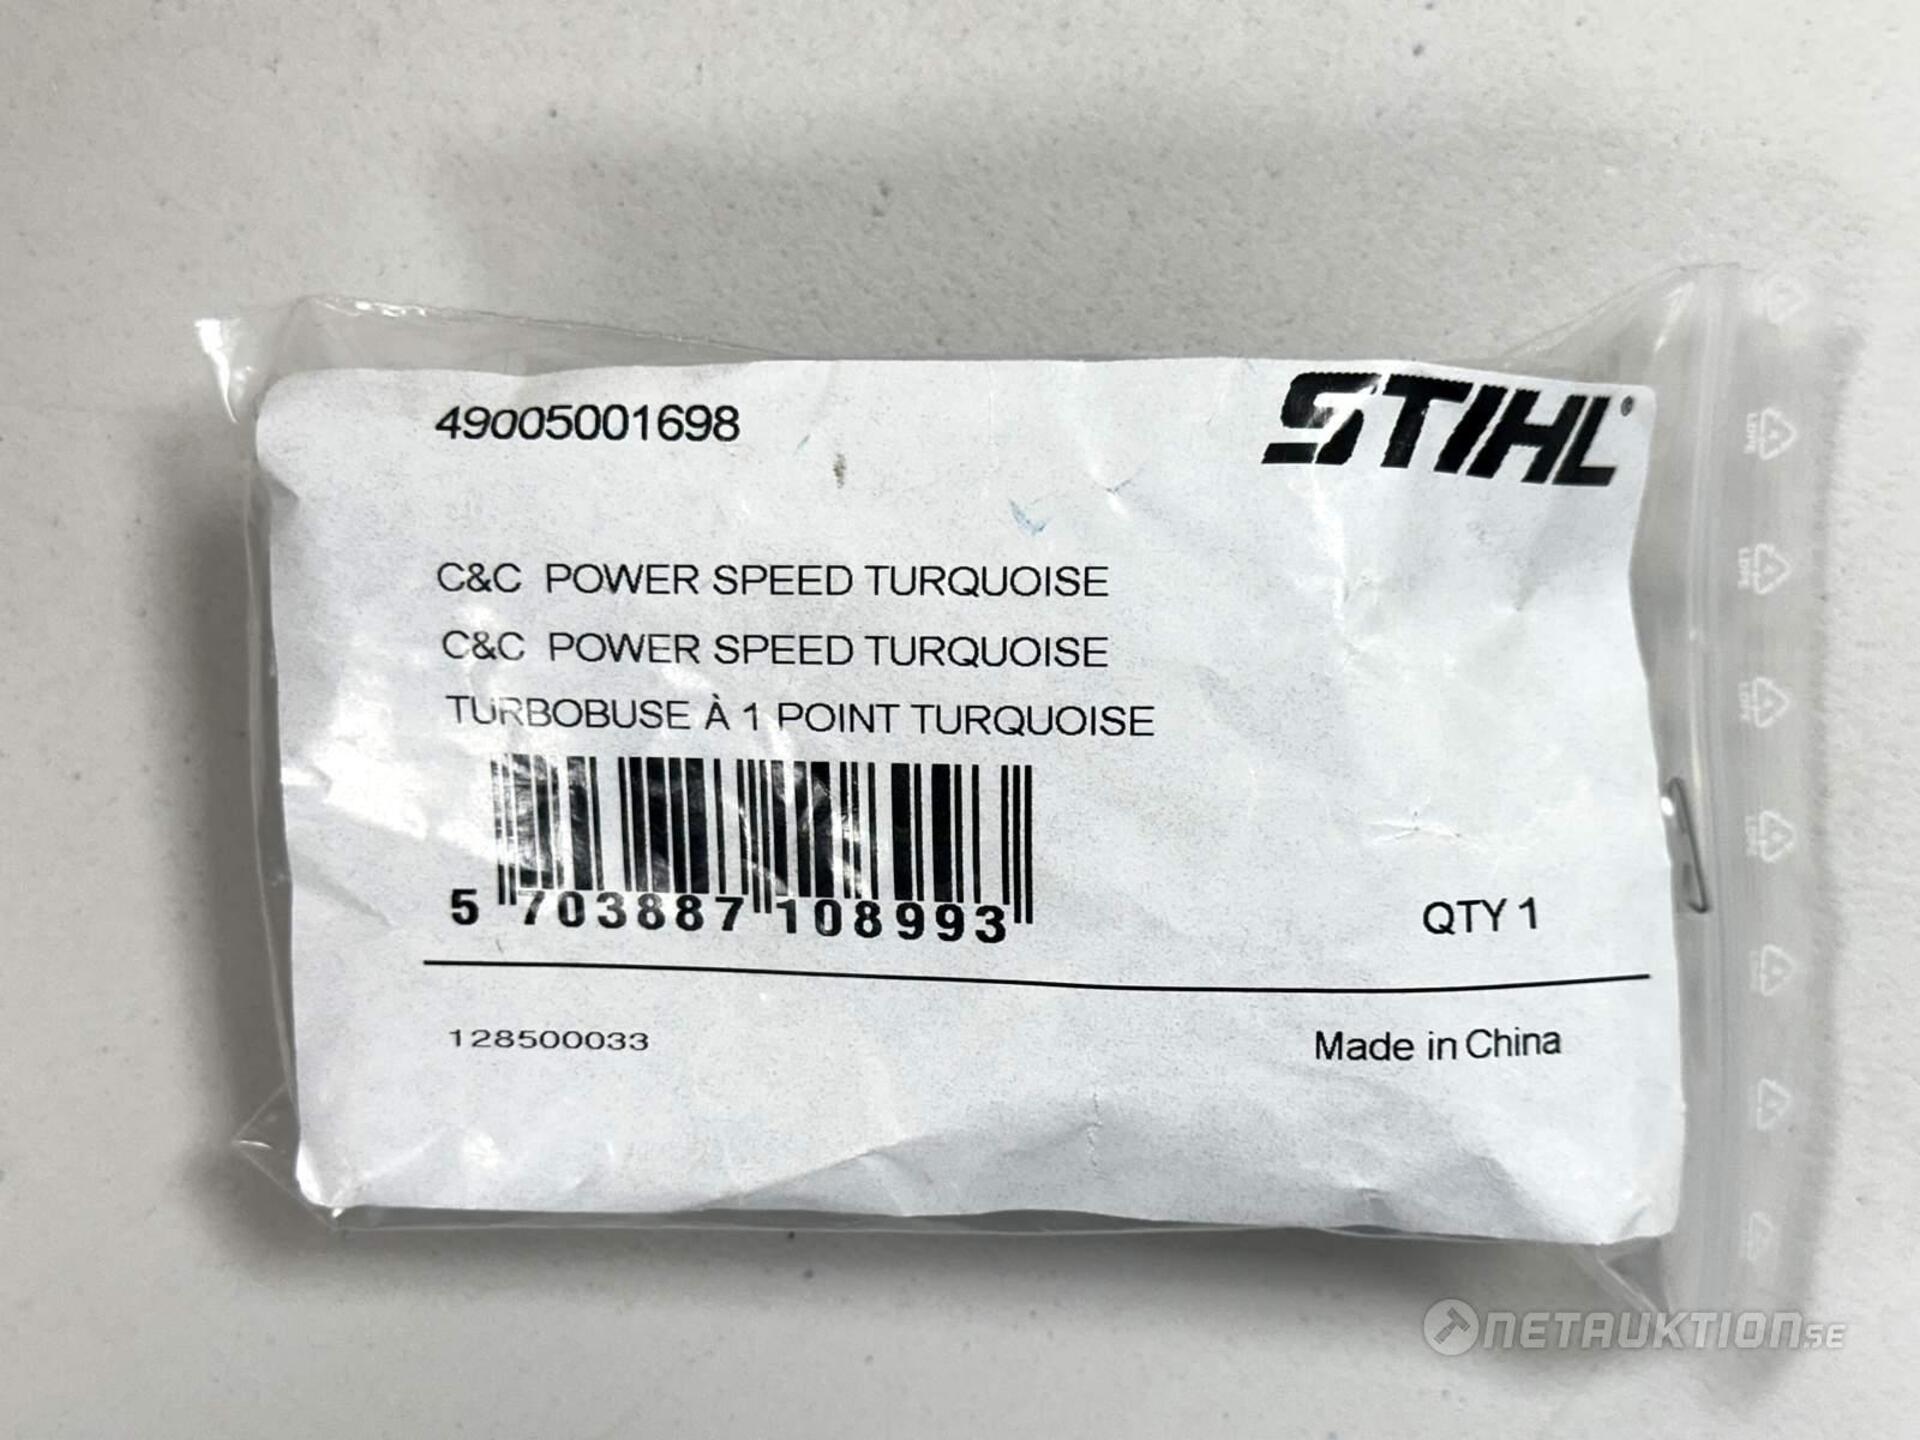 49005001698
STIHL®
C&C POWER SPEED TURQUOISE
C&C POWER SPEED TURQUOISE
TURBOBUSE À 1 POINT TURQUOISE
5 703887 108993
QTY 1
128500033
Made in China
NETAUKTION.SE